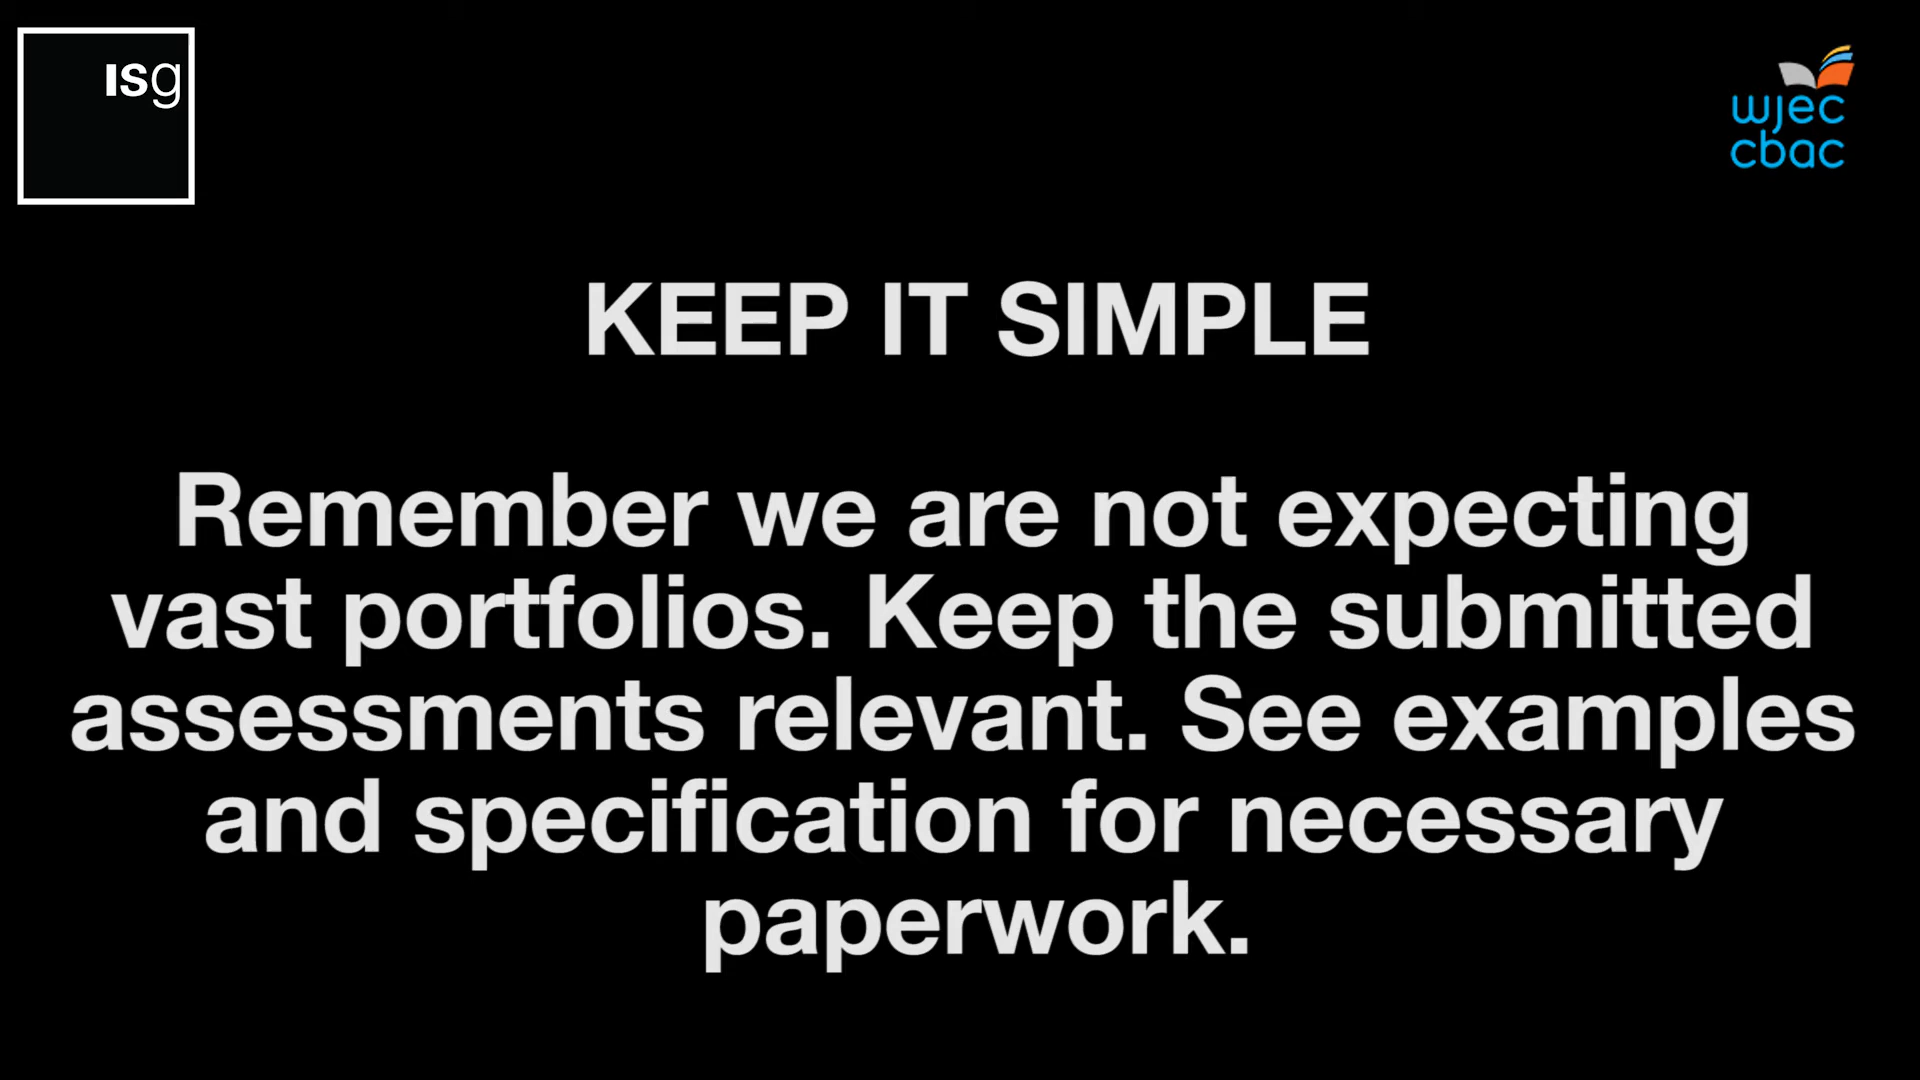 isg
wjec
cbac
KEEP IT SIMPLE
Remember we are not expecting
vast portfolios. Keep the submitted
assessments relevant. See examples
and specification for necessary
paperwork.